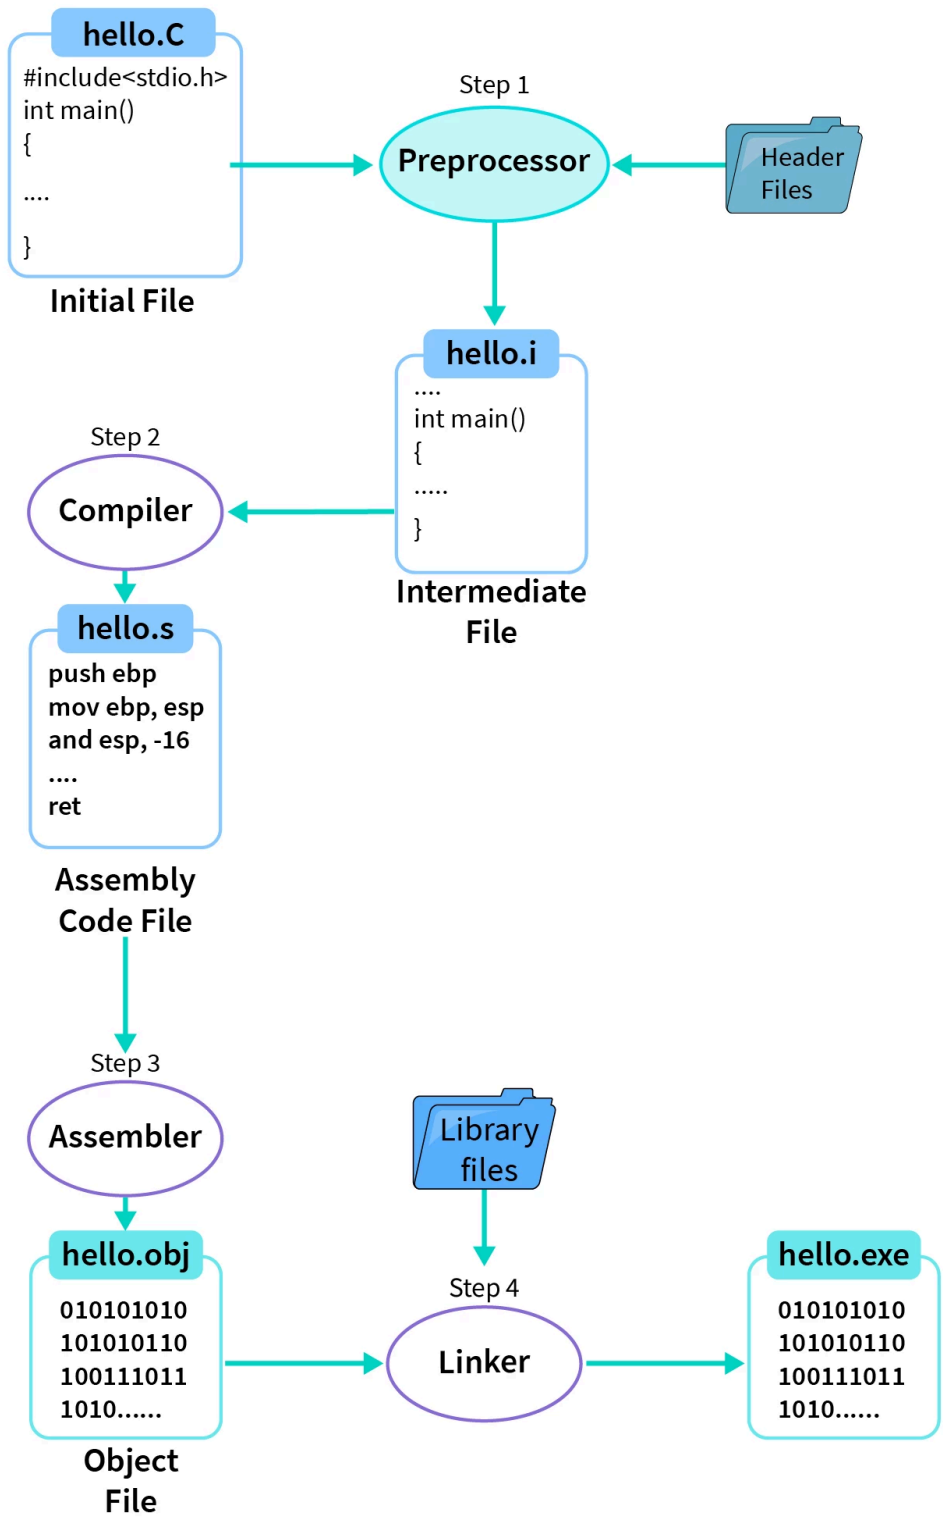 hello.C
#include<stdio.h>
int main()
{
....
}
Initial File
Step 1
Preprocessor
Header
Files
hello.i
....
int main()
{
.....
}
Intermediate
File
Step 2
Compiler
hello.s
push ebp
mov ebp, esp
and esp, -16
....
ret
Assembly
Code File
Step 3
Assembler
hello.obj
010101010
101010110
100111011
1010......
Object
File
Library
files
Step 4
Linker
hello.exe
010101010
101010110
100111011
1010......